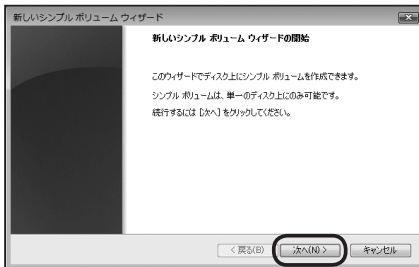 新しいシンプル ボリューム ウィザード
新しいシンプル ボリューム ウィザードの開始
このウィザードでディスク上にシンプル ボリュームを作成できます。
シンプル ボリュームは、単一のディスク上にのみ可能です。
続行するには [次へ] をクリックしてください。
< 戻る(B) 次へ(N) > キャンセル